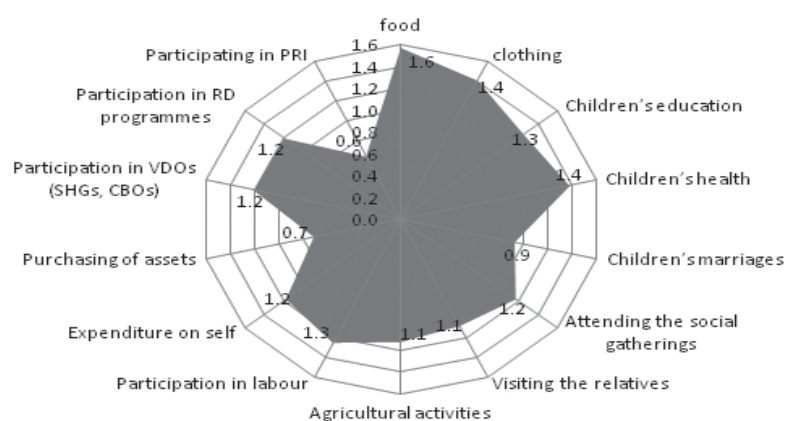 food
clothing
Children's education
Children's health
Children's marriages
Attending the social
gatherings
Visiting the relatives
Agricultural activities
Participation in labour
Expenditure on self
Purchasing of assets
Participation in VDOs
(SHGs, CBOs)
Participation in RD
programmes
Participating in PRI
1.6
1.4
1.2
1.0
0.8
0.6
0.4
0.2
0.0
1.6
1.4
1.3
1.4
0.9
1.2
1.1
1.1
1.3
1.2
0.7
1.2
1.2
0.6